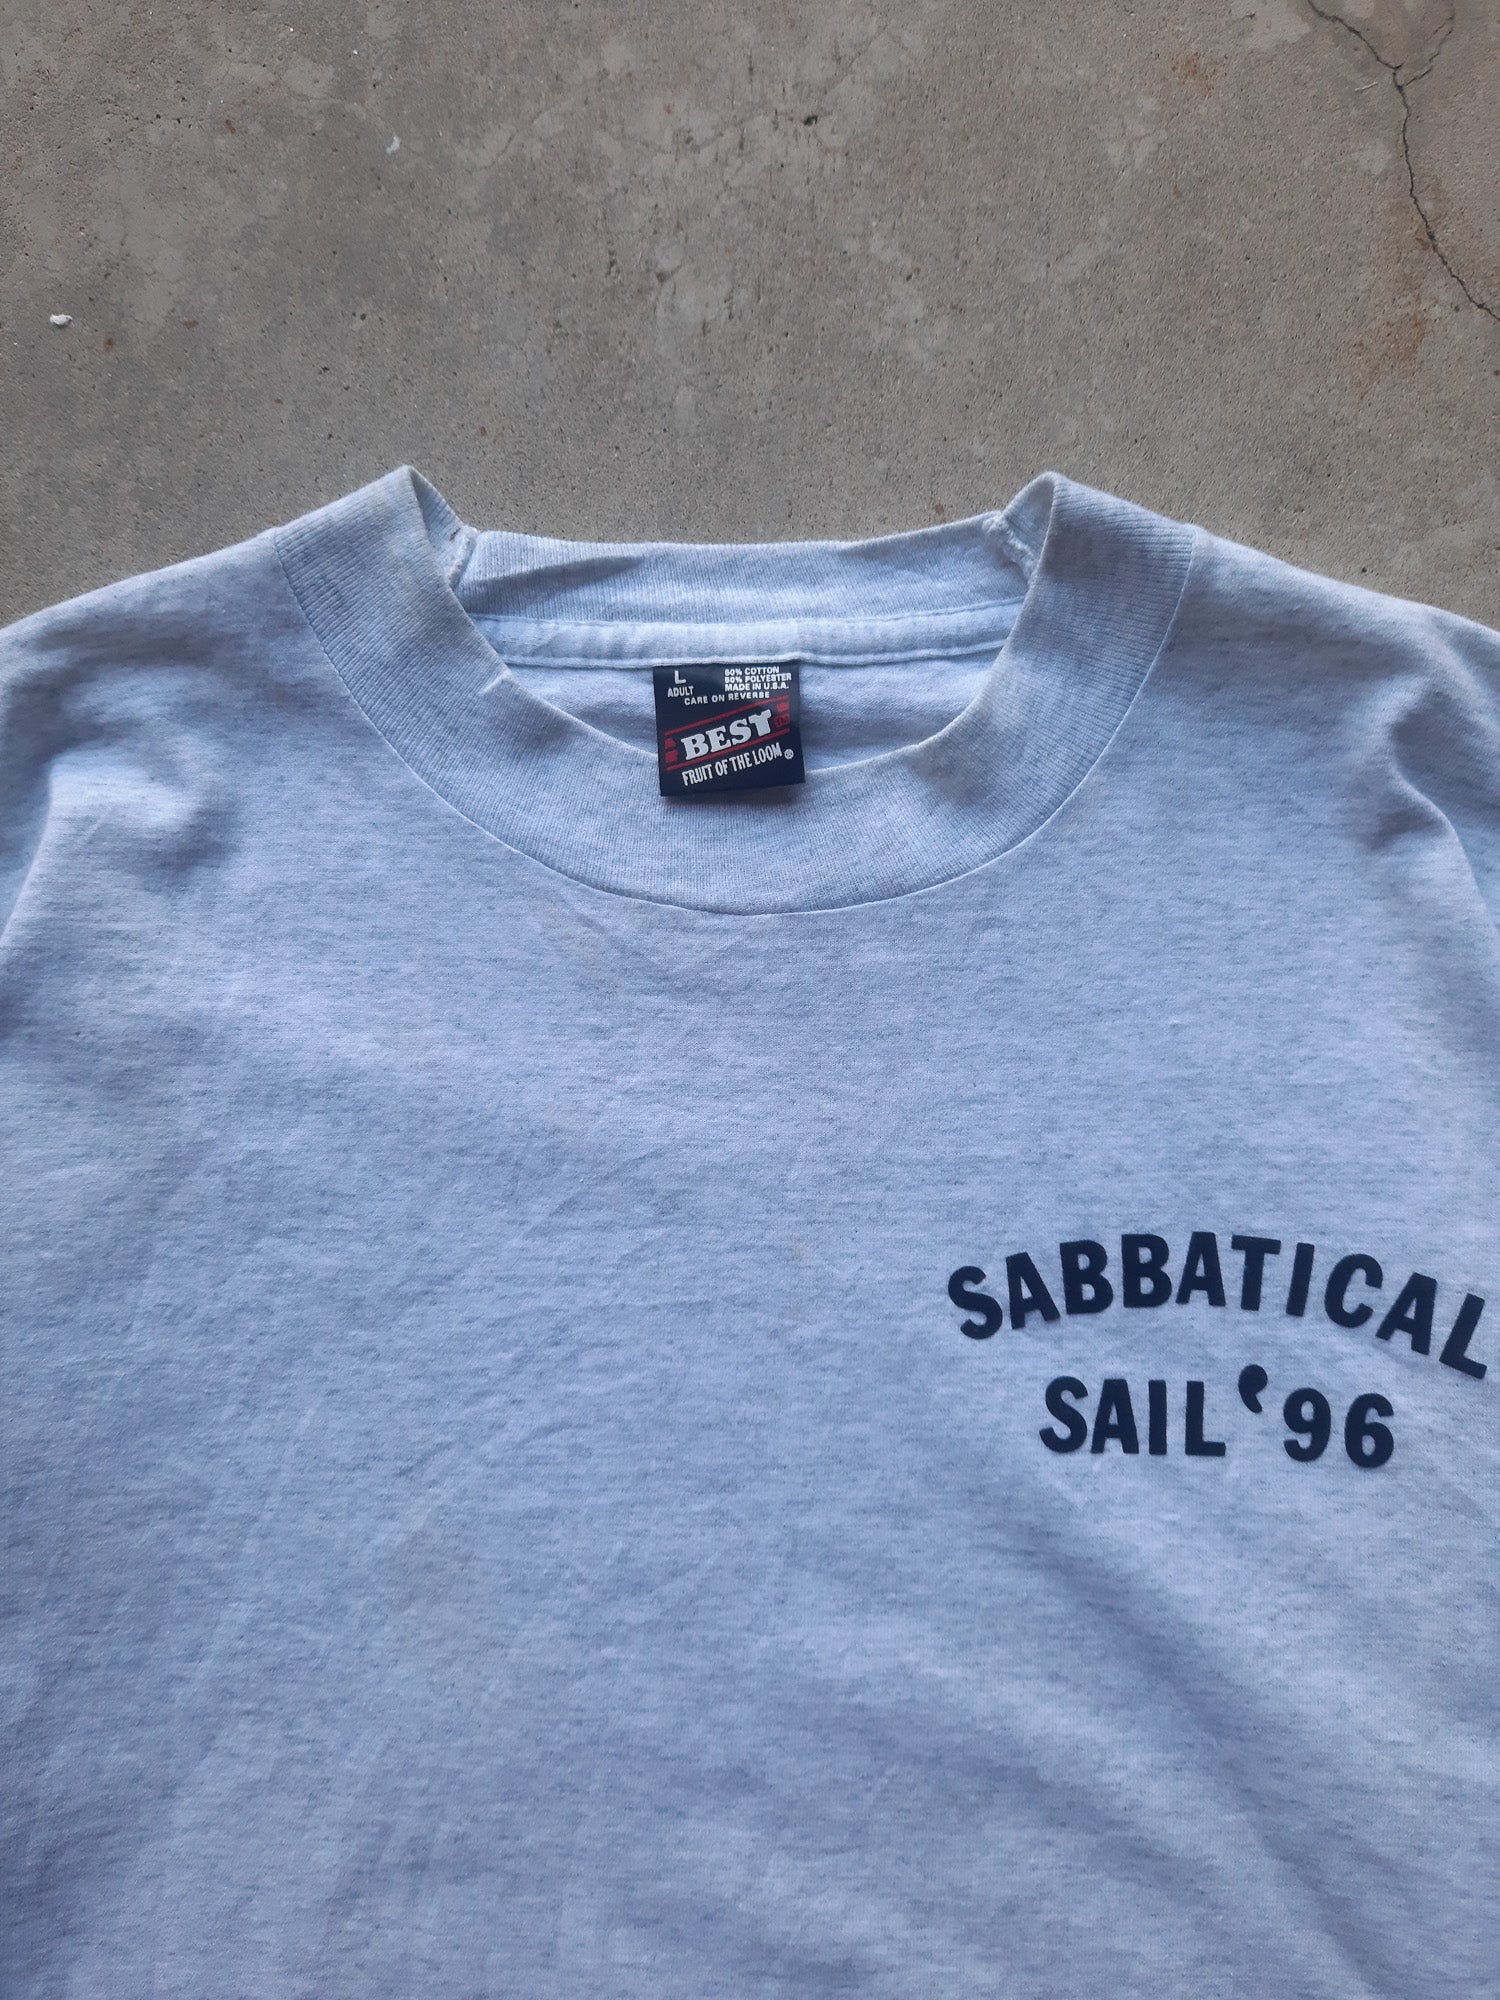 L
ADULT
50% COTTON
50% POLYESTER
MADE IN U.S.A.
CARE ON REVERSE
BEST
FRUIT OF THE LOOM®
SABBATICAL
SAIL '96